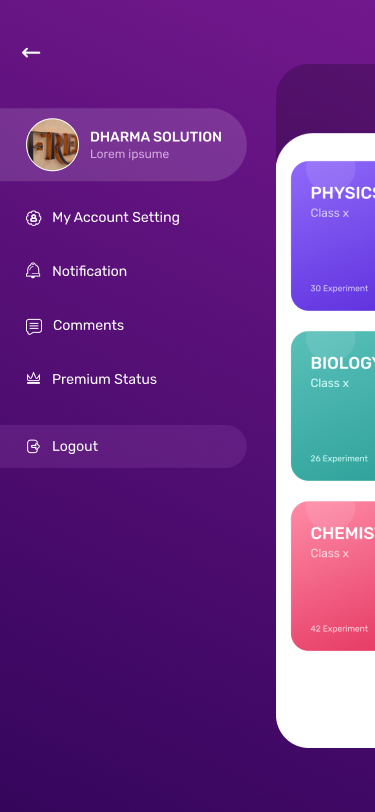 DHARMA SOLUTION
Lorem ipsume
My Account Setting
Notification
Comments
Premium Status
Logout
PHYSICS
Class x
30 Experiment
BIOLOGY
Class x
26 Experiment
CHEMIS
Class x
42 Experiment